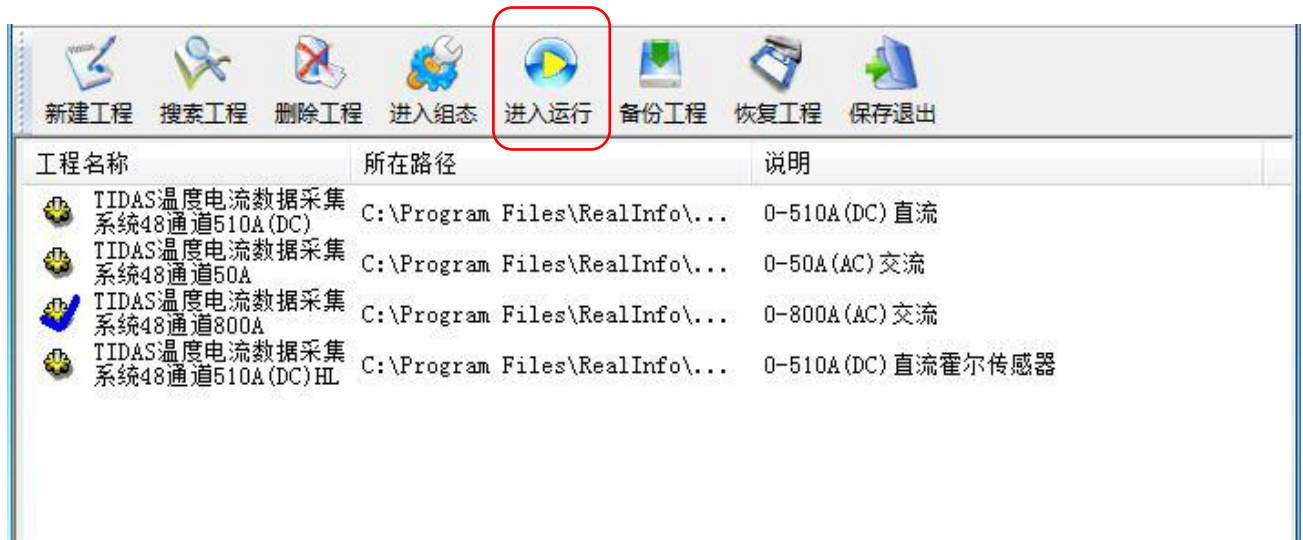 新建工程 搜索工程 删除工程 进入组态 进入运行 备份工程 恢复工程 保存退出
工程名称 所在路径 说明
TIDAS温度电流数据采集
系统48通道510A(DC) C:\Program Files\RealInfo\... 0-510A(DC)直流
TIDAS温度电流数据采集
系统48通道50A C:\Program Files\RealInfo\... 0-50A(AC)交流
TIDAS温度电流数据采集
系统48通道800A C:\Program Files\RealInfo\... 0-800A(AC)交流
TIDAS温度电流数据采集
系统48通道510A(DC)HL C:\Program Files\RealInfo\... 0-510A(DC)直流霍尔传感器